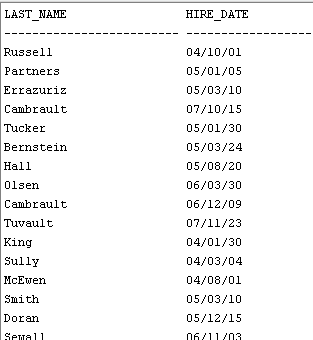 LAST_NAME HIRE_DATE
------------------------- ------------------
Russell 04/10/01
Partners 05/01/05
Errazuriz 05/03/10
Cambrault 07/10/15
Tucker 05/01/30
Bernstein 05/03/24
Hall 05/08/20
Olsen 06/03/30
Cambrault 06/12/09
Tuvault 07/11/23
King 04/01/30
Sully 04/03/04
McEwen 04/08/01
Smith 05/03/10
Doran 05/12/15
Sewall 06/11/03